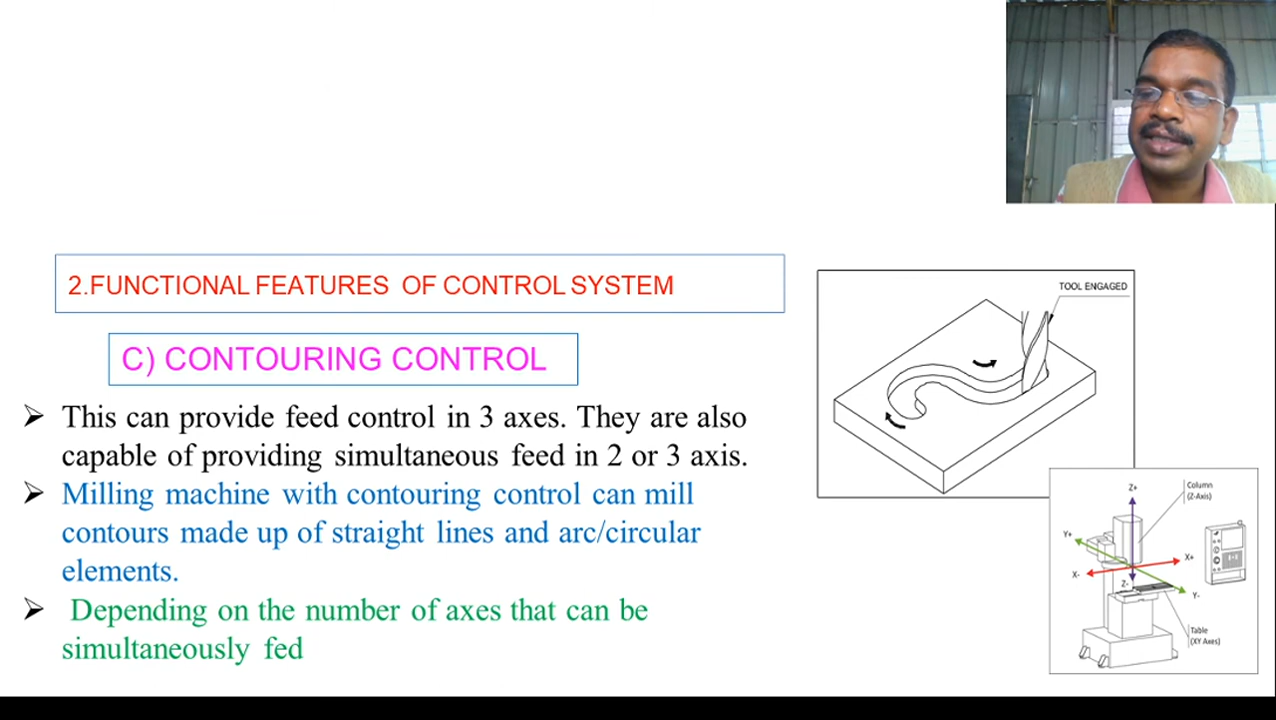 2.FUNCTIONAL FEATURES OF CONTROL SYSTEM
C) CONTOURING CONTROL
➢ This can provide feed control in 3 axes. They are also
capable of providing simultaneous feed in 2 or 3 axis.
➢ Milling machine with contouring control can mill
contours made up of straight lines and arc/circular
elements.
➢ Depending on the number of axes that can be
simultaneously fed
TOOL ENGAGED
Z+
Column
(Z-Axis)
Y+
X+
X-
Z-
Y-
Table
(XY Axes)